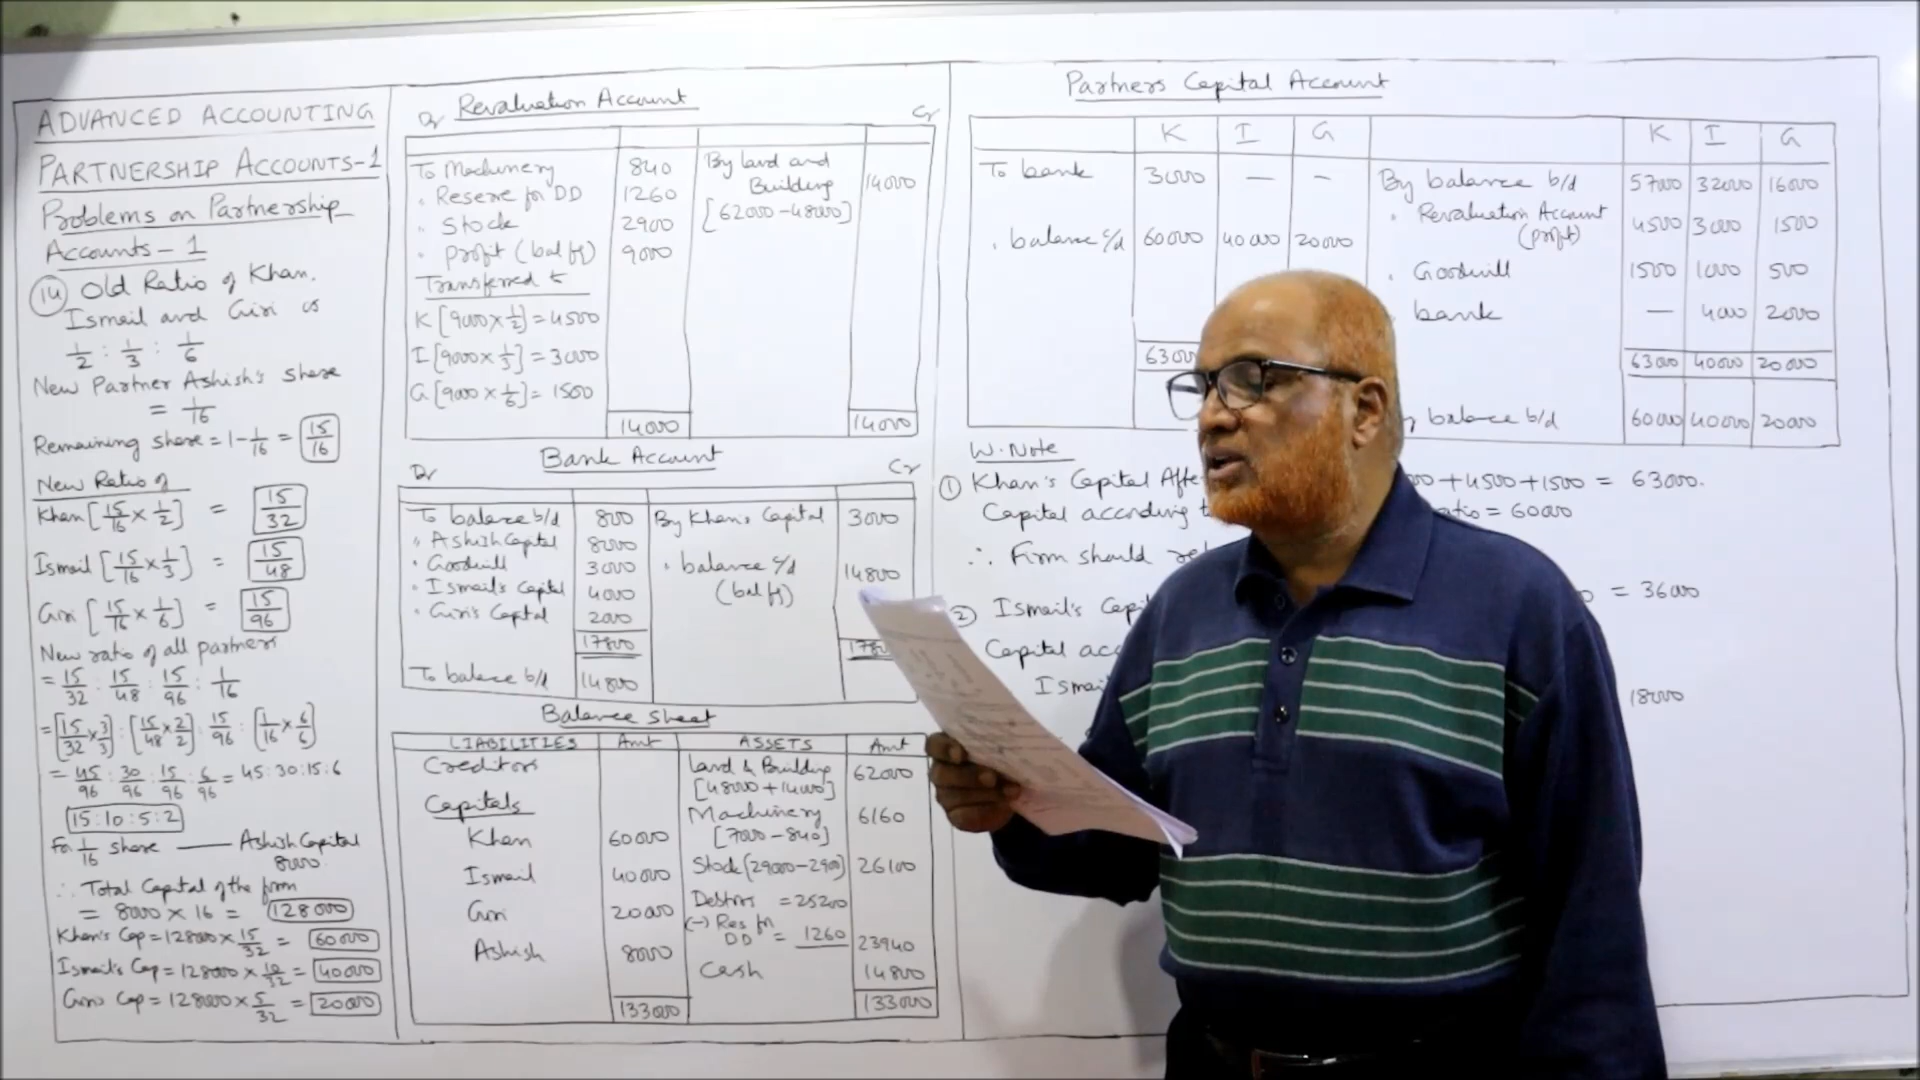 ADVANCED ACCOUNTING
PARTNERSHIP ACCOUNTS-1
Problems on Partnership
Accounts - 1
(14) Old Ratio of Khan,
Ismail and Giri is
1/2 : 1/3 : 1/6
New Partner Ashish's share
= 1/16
Remaining share = 1 - 1/16 = 15/16
New Ratio of
Khan [15/16 × 1/2] = 15/32
Ismail [15/16 × 1/3] = 15/48
Giri [15/16 × 1/6] = 15/96
New ratio of all partners
= 15/32 : 15/48 : 15/96 : 1/16
= [15/32 × 3/3] : [15/48 × 2/2] : 15/96 : [1/16 × 6/6]
= 45/96 : 30/96 : 15/96 : 6/96 = 45:30:15:6
15:10:5:2
For 1/16 share — Ashish Capital
8000
∴ Total Capital of the firm
= 8000 × 16 = 128000
Khan's Cap = 128000 × 15/32 = 60000
Ismail's Cap = 128000 × 10/32 = 40000
Giri's Cap = 128000 × 5/32 = 20000
Dr Revaluation Account Cr
To Machinery 840 By land and
Building 14000
" Reserve for DD 1260
[62000 - 48000]
" Stock 2900
" profit (bal fig) 9000
Transferred to
K [9000 × 1/2] = 4500
I [9000 × 1/3] = 3000
G [9000 × 1/6] = 1500
14000 14000
Dr Bank Account Cr
To balance b/d 800 By Khan's Capital 3000
" Ashish Capital 8000
" Goodwill 3000 " balance c/d 14800
" Ismail's Capital 4000 (bal fig)
" Giri's Capital 2000
17800 1780
To balance b/d 14800
Balance Sheet
LIABILITIES Amt ASSETS Amt
Creditors Land & Building 62000
[48000 + 14000]
Capitals Machinery 6160
Khan 60000 [7000 - 840]
Ismail 40000 Stock (29000 - 2900) 26100
Giri 20000 Debtors = 25200
(-) Res for
DD = 1260 23940
Ashish 8000
Cash 14800
133000 133000
Partners Capital Account
K I G K I G
To bank 3000 — — By balance b/d 57000 32000 16000
" Revaluation Account 4500 3000 1500
(profit)
" balance c/d 60000 40000 20000
" Goodwill 1500 1000 500
bank — 4000 2000
6300 63000 40000 20000
balance b/d 60000 40000 20000
W. Note
(1) Khan's Capital Afte 00 + 4500 + 1500 = 63000.
Capital according t atio = 60000
∴ Firm should re
(2) Ismail's Capi 0 = 36000
Capital acc
Ismai
18000